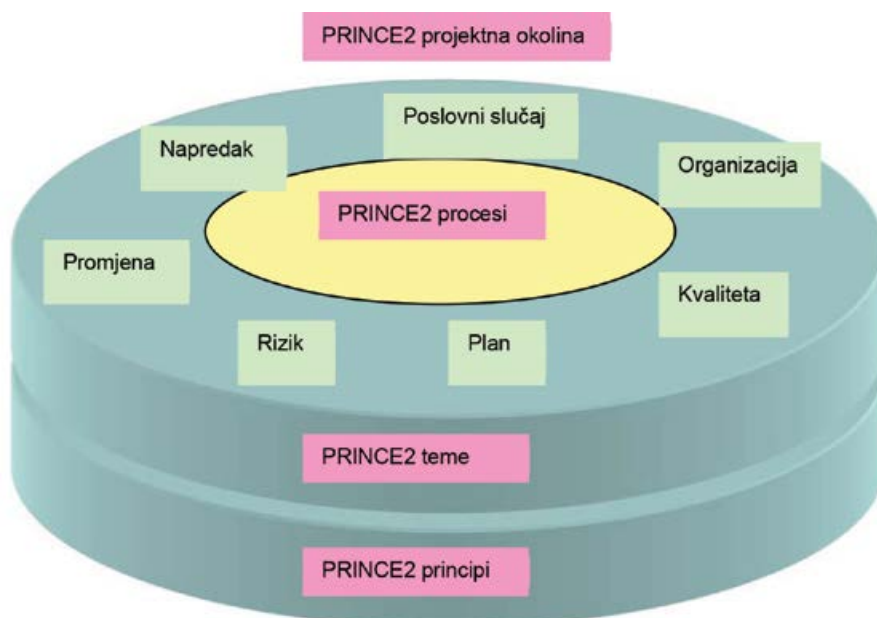 PRINCE2 projektna okolina
Poslovni slučaj
Napredak
Organizacija
PRINCE2 procesi
Promjena
Kvaliteta
Rizik
Plan
PRINCE2 teme
PRINCE2 principi